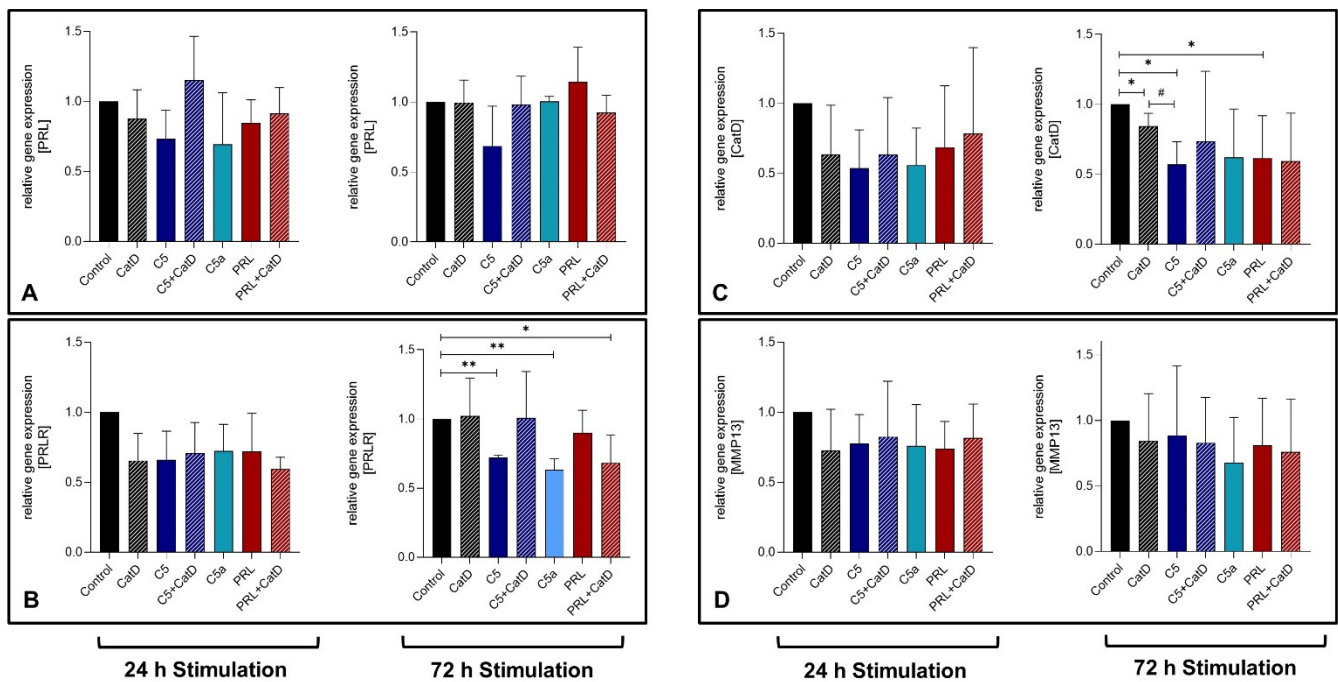 relative gene expression
[PRL]
1.5
1.0
0.5
0.0
Control
CatD
C5
C5+CatD
C5a
PRL
PRL+CatD
relative gene expression
[PRL]
1.5
1.0
0.5
0.0
Control
CatD
C5
C5+CatD
C5a
PRL
PRL+CatD
A
relative gene expression
[PRLR]
1.5
1.0
0.5
0.0
Control
CatD
C5
C5+CatD
C5a
PRL
PRL+CatD
relative gene expression
[PRLR]
1.5
1.0
0.5
0.0
*
**
**
Control
CatD
C5
C5+CatD
C5a
PRL
PRL+CatD
B
24 h Stimulation
72 h Stimulation
relative gene expression
[CatD]
1.5
1.0
0.5
0.0
Control
CatD
C5
C5+CatD
C5a
PRL
PRL+CatD
relative gene expression
[CatD]
1.5
1.0
0.5
0.0
*
*
*
#
Control
CatD
C5
C5+CatD
C5a
PRL
PRL+CatD
C
relative gene expression
[MMP13]
1.5
1.0
0.5
0.0
Control
CatD
C5
C5+CatD
C5a
PRL
PRL+CatD
relative gene expression
[MMP13]
1.5
1.0
0.5
0.0
Control
CatD
C5
C5+CatD
C5a
PRL
PRL+CatD
D
24 h Stimulation
72 h Stimulation